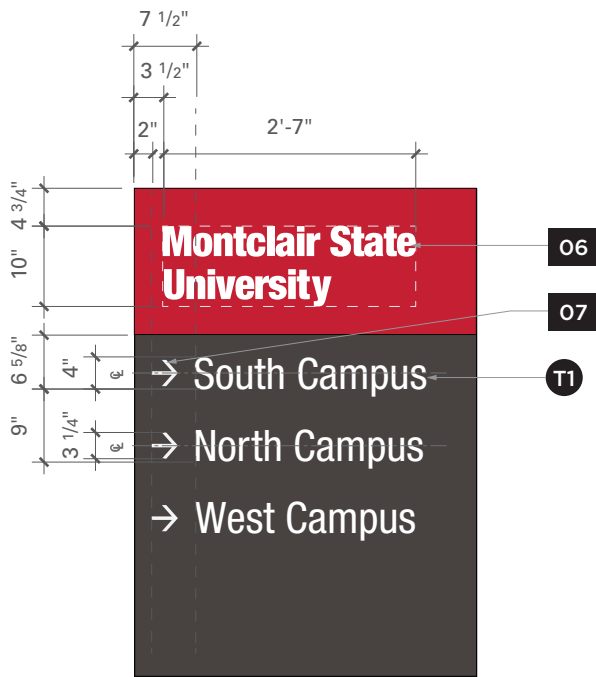 7 1/2"
3 1/2"
2"
2'-7"
4 3/4"
10"
Montclair State
University
06
07
6 5/8"
4"
℄
South Campus
T1
9"
3 1/4"
℄
North Campus
West Campus